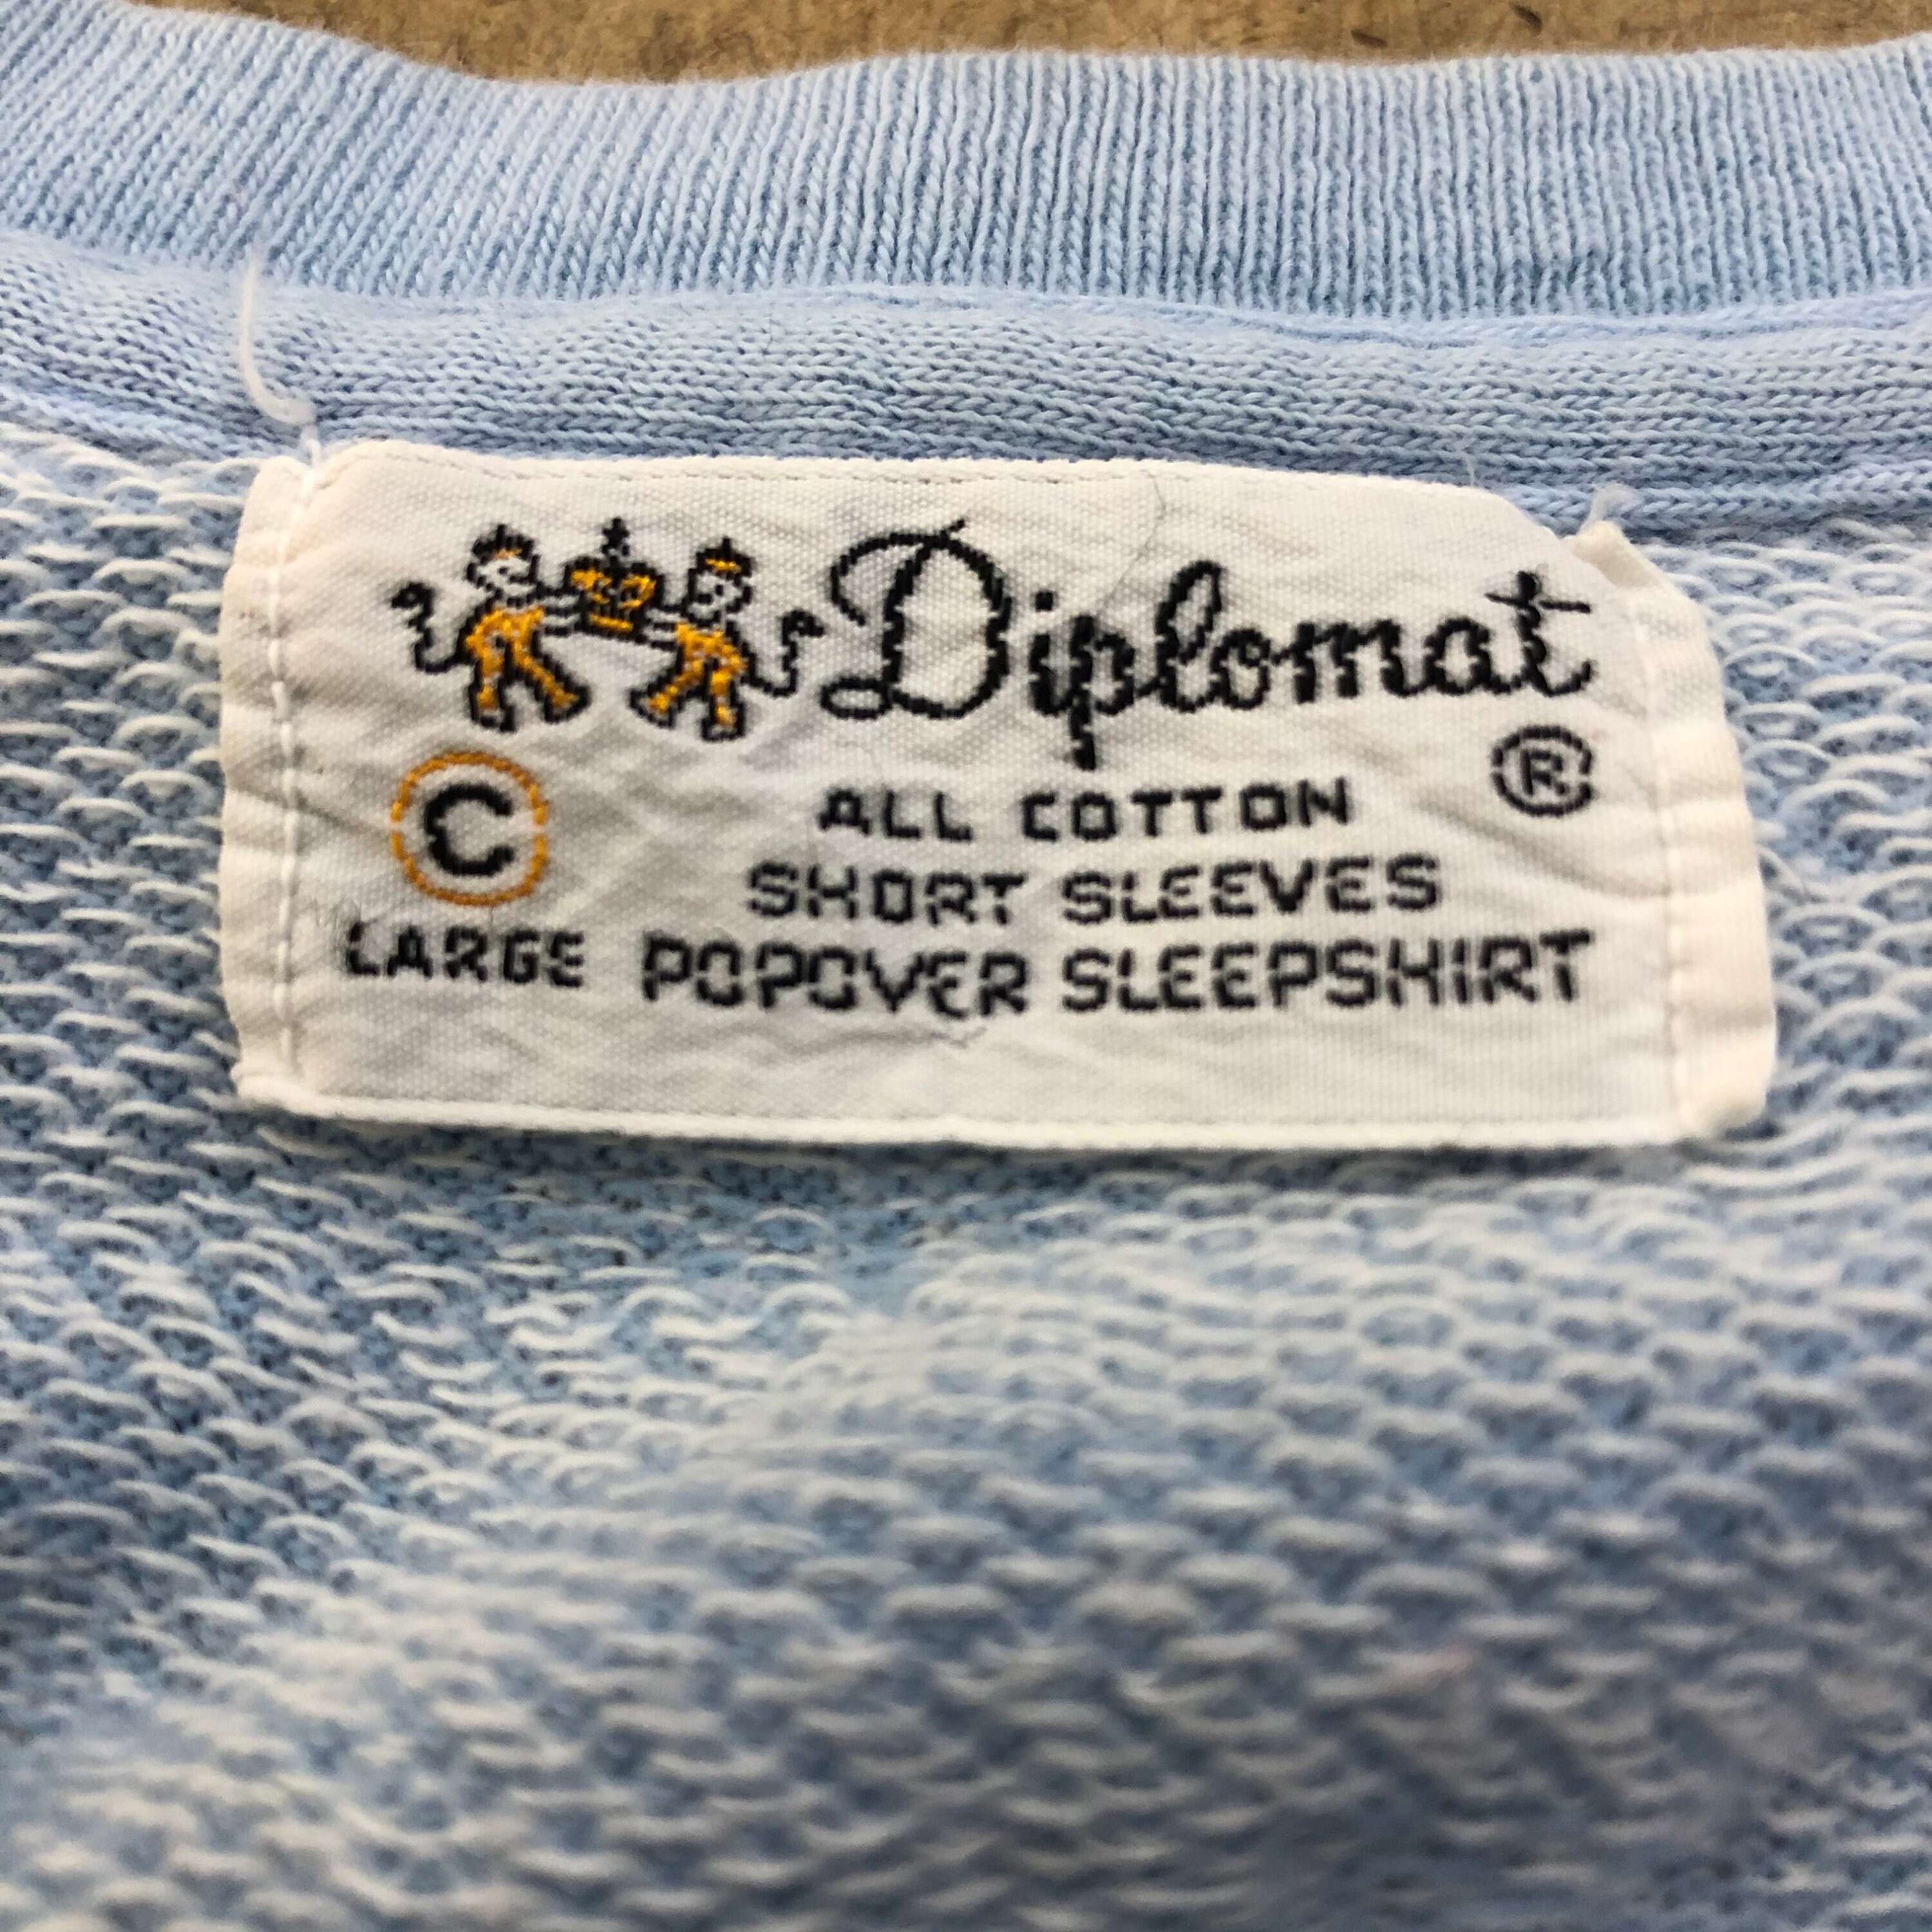 Diplomat
®
C
ALL COTTON
SHORT SLEEVES
LARGE POPOVER SLEEPSHIRT